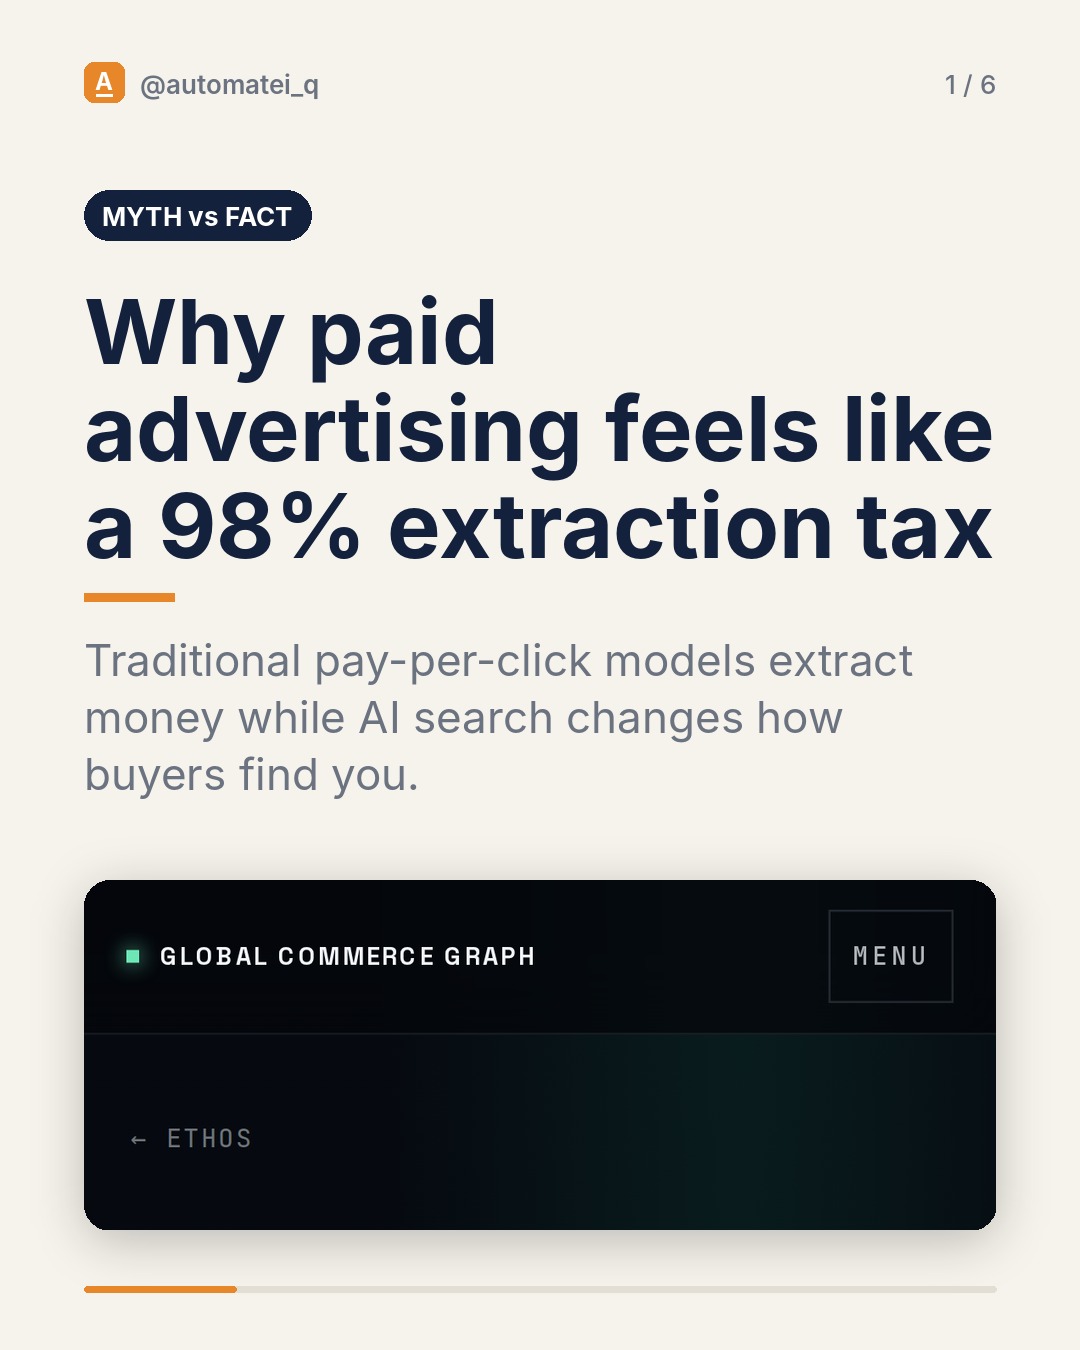 A
@automatei_q
1 / 6
MYTH vs FACT
Why paid
advertising feels like
a 98% extraction tax
Traditional pay-per-click models extract
money while AI search changes how
buyers find you.
GLOBAL COMMERCE GRAPH
MENU
← ETHOS